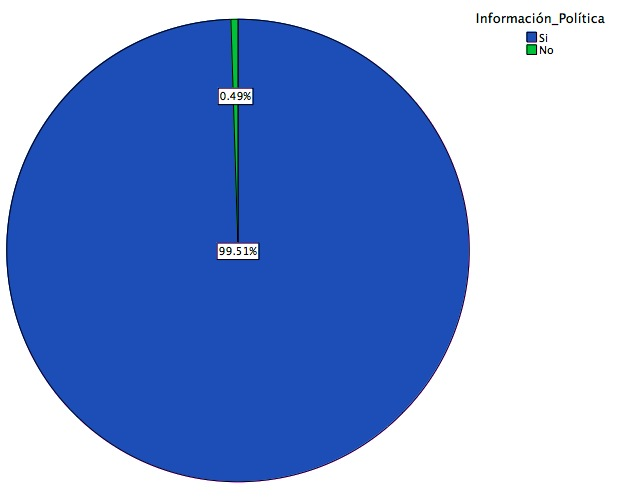 Información_Política
Si
No
0.49%
99.51%